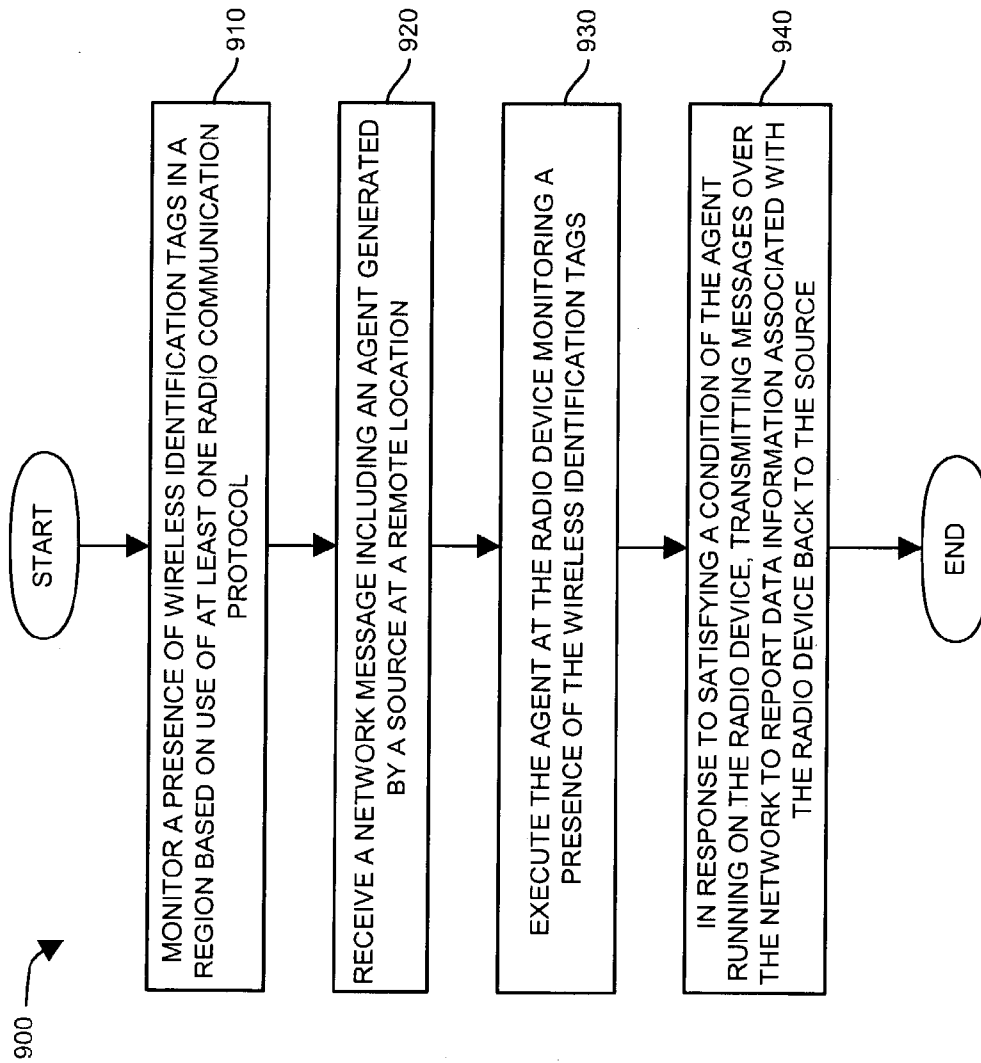 900
START
MONITOR A PRESENCE OF WIRELESS IDENTIFICATION TAGS IN A
REGION BASED ON USE OF AT LEAST ONE RADIO COMMUNICATION
PROTOCOL
910
RECEIVE A NETWORK MESSAGE INCLUDING AN AGENT GENERATED
BY A SOURCE AT A REMOTE LOCATION
920
EXECUTE THE AGENT AT THE RADIO DEVICE MONITORING A
PRESENCE OF THE WIRELESS IDENTIFICATION TAGS
930
IN RESPONSE TO SATISFYING A CONDITION OF THE AGENT
RUNNING ON THE RADIO DEVICE, TRANSMITTING MESSAGES OVER
THE NETWORK TO REPORT DATA INFORMATION ASSOCIATED WITH
THE RADIO DEVICE BACK TO THE SOURCE
940
END